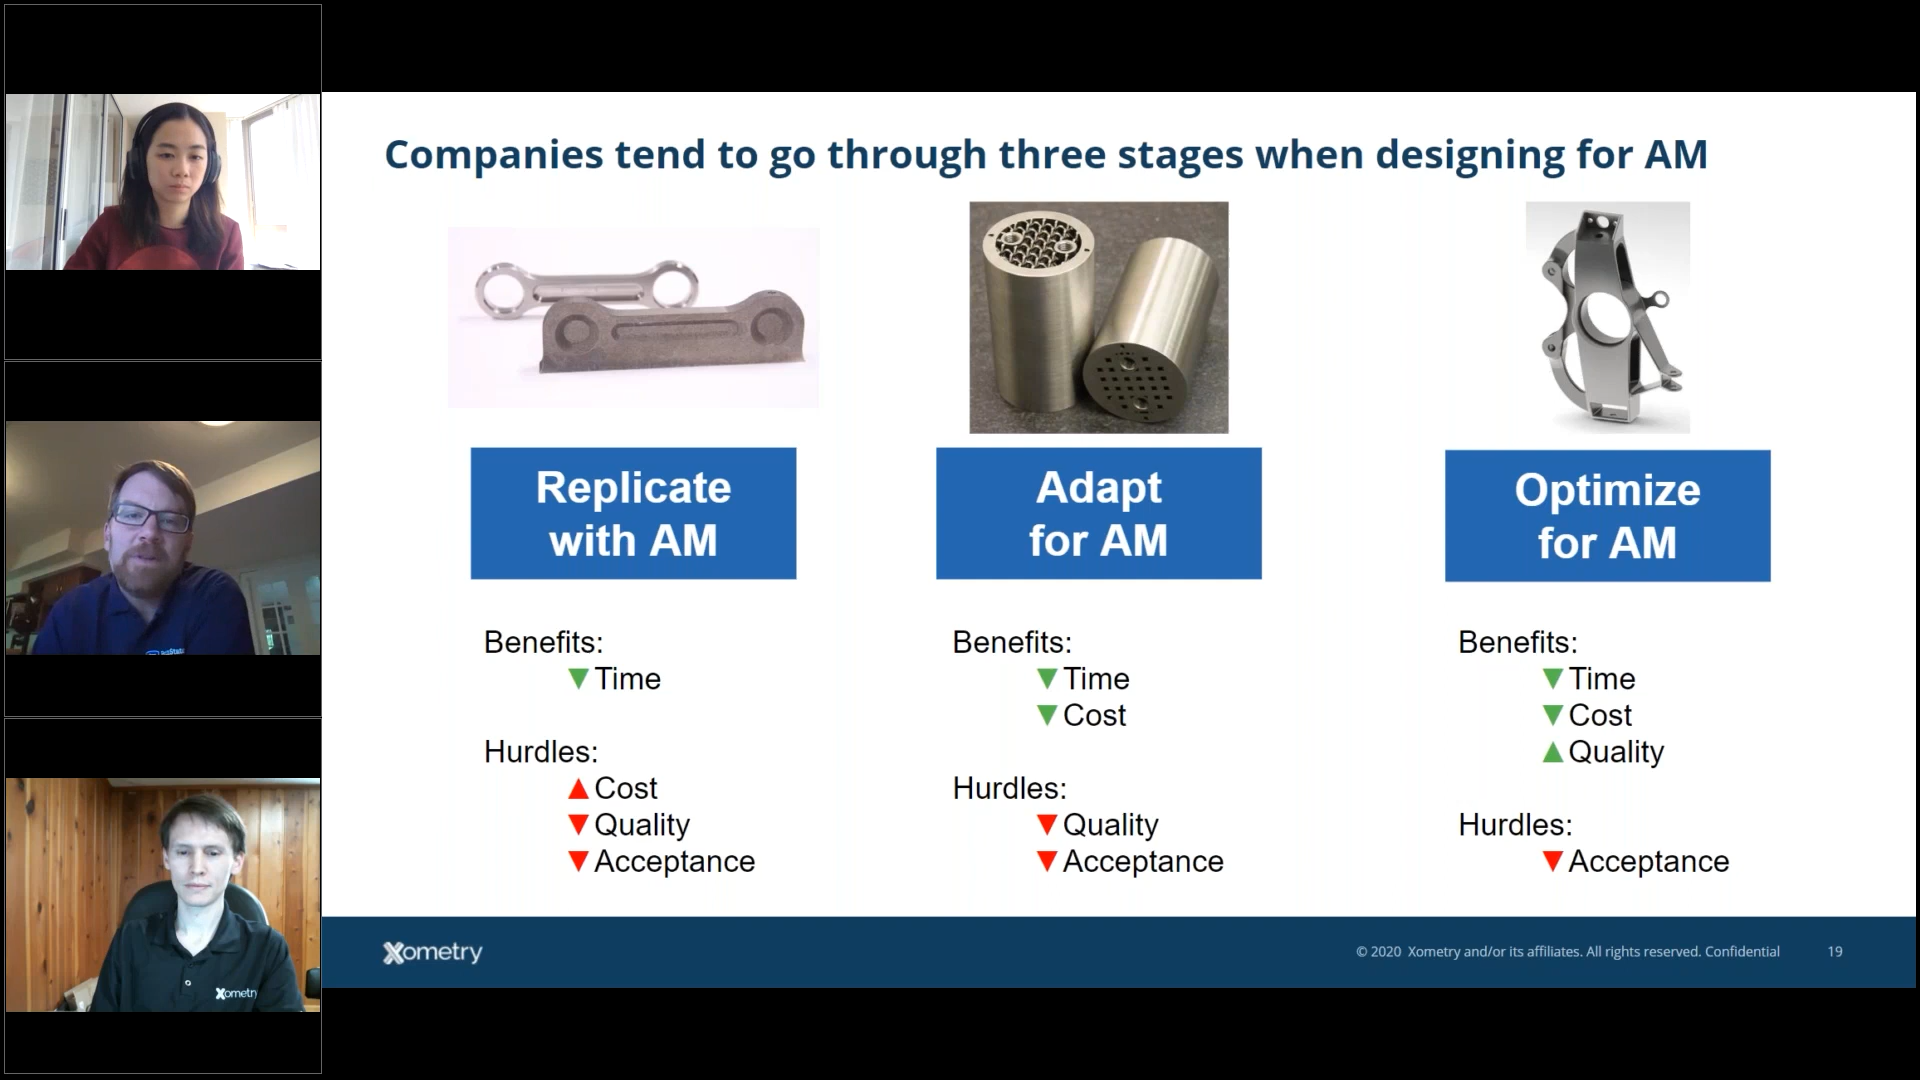 Companies tend to go through three stages when designing for AM
Replicate
with AM
Adapt
for AM
Optimize
for AM
Benefits:
▼ Time
Hurdles:
▲ Cost
▼ Quality
▼ Acceptance
Benefits:
▼ Time
▼ Cost
Hurdles:
▼ Quality
▼ Acceptance
Benefits:
▼ Time
▼ Cost
▲ Quality
Hurdles:
▼ Acceptance
Xometry
© 2020 Xometry and/or its affiliates. All rights reserved. Confidential
19
Xometry